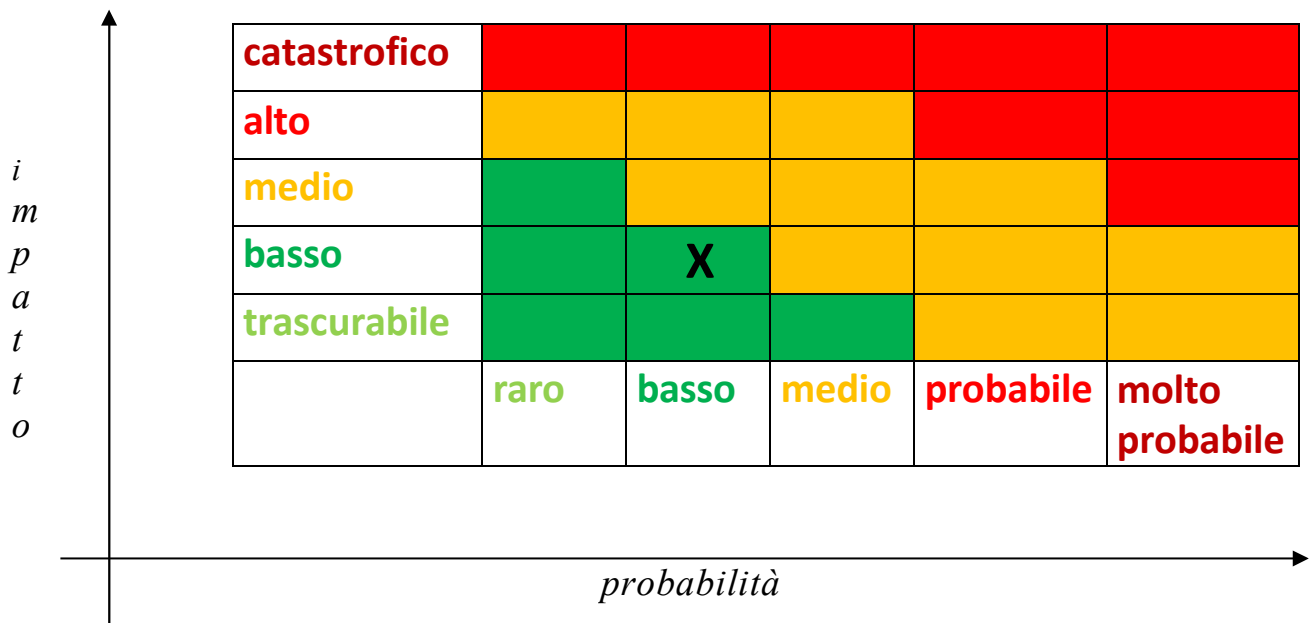 catastrofico
alto
medio
basso X
trascurabile
raro basso medio probabile molto
probabile
i
m
p
a
t
t
o
probabilità